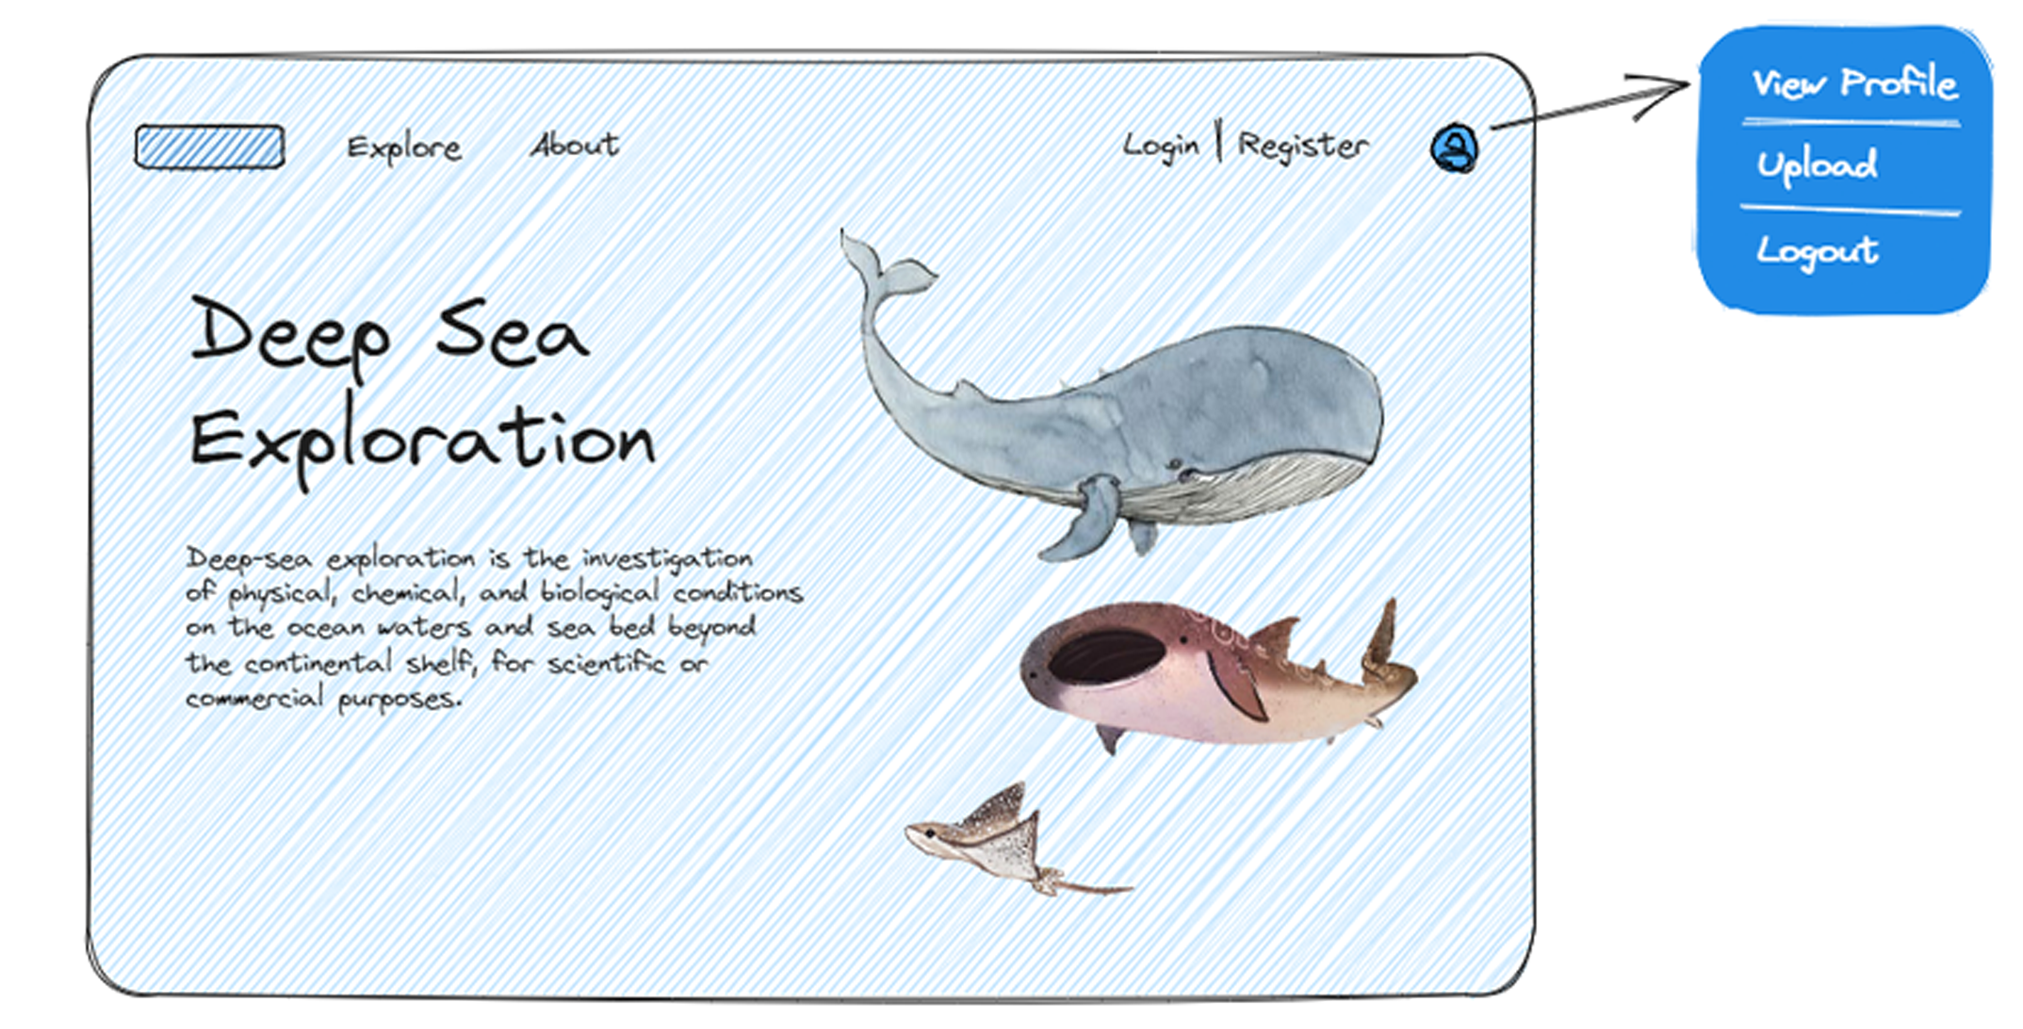 Explore About Login | Register
View Profile
Upload
Logout
Deep Sea
Exploration
Deep-sea exploration is the investigation
of physical, chemical, and biological conditions
on the ocean waters and sea bed beyond
the continental shelf, for scientific or
commercial purposes.